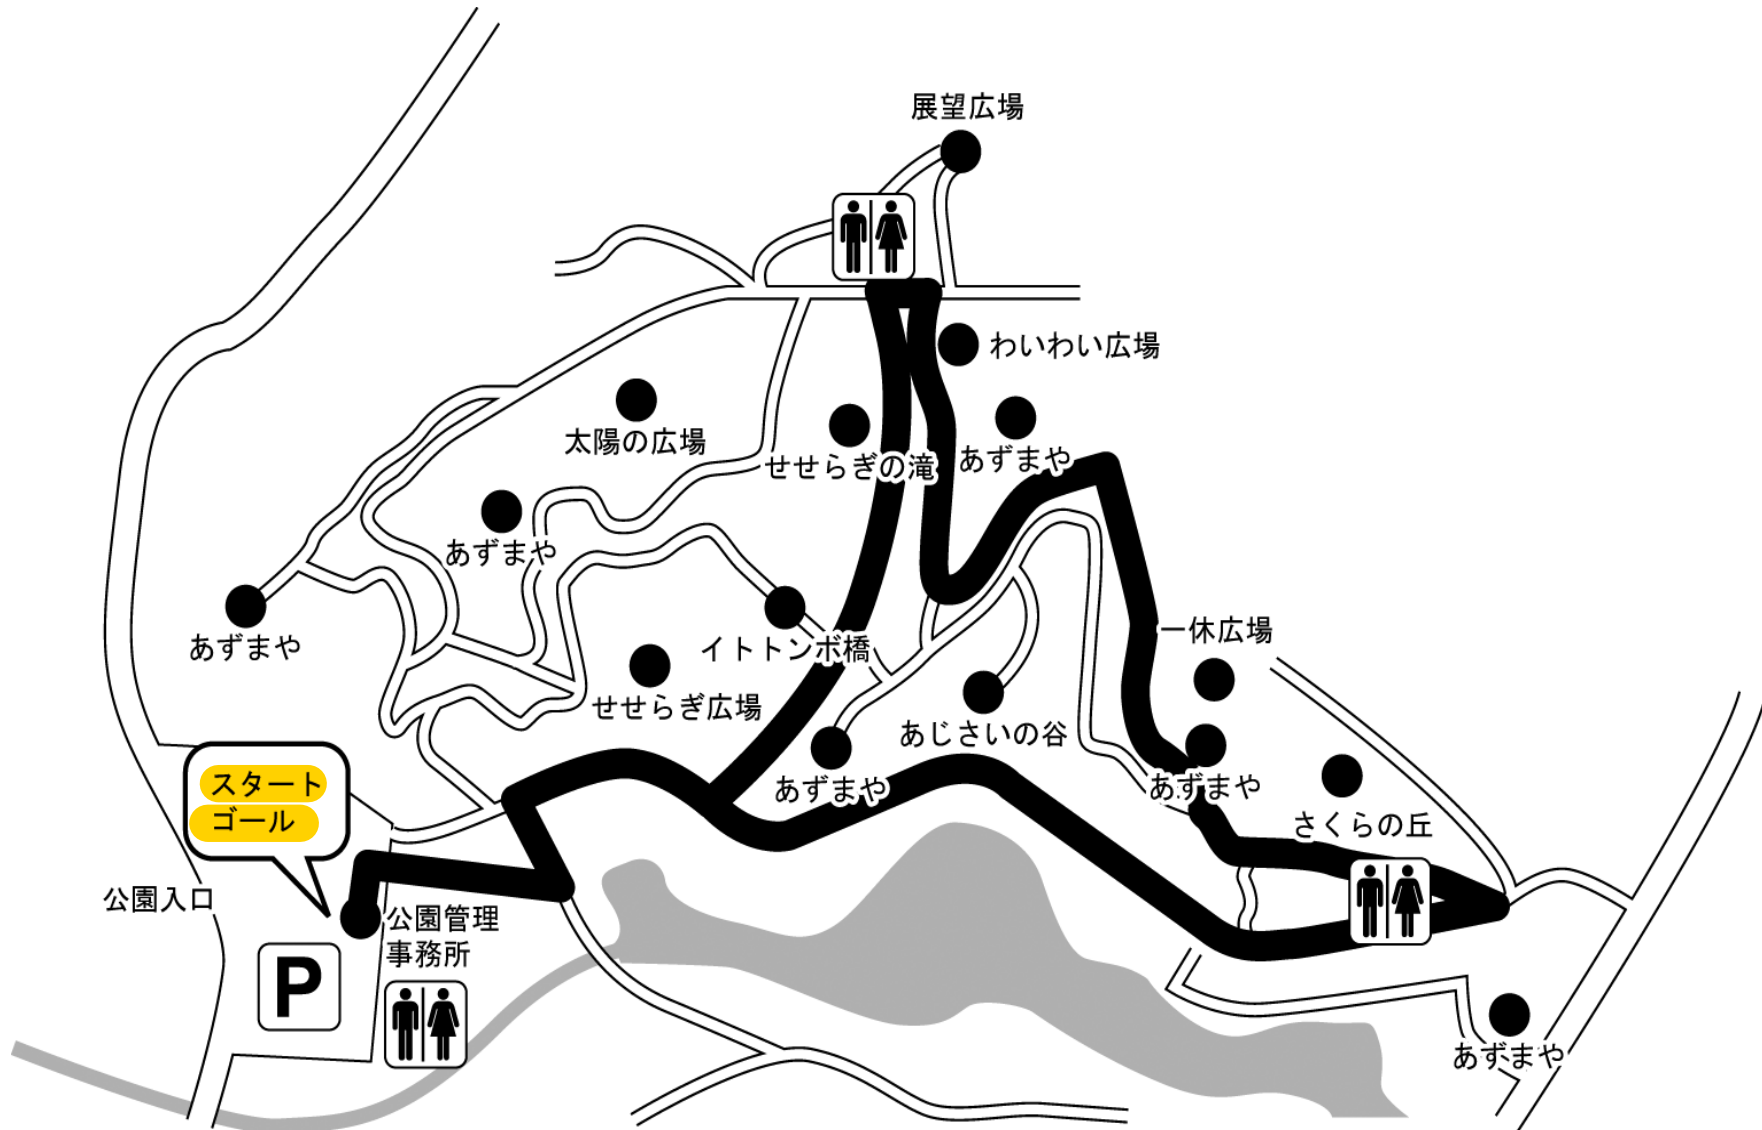 展望広場
わいわい広場
太陽の広場
せせらぎの滝
あずまや
あずまや
あずまや
イトトンボ橋
一休広場
せせらぎ広場
あじさいの谷
あずまや
あずまや
さくらの丘
スタート
ゴール
公園入口
公園管理
事務所
P
あずまや